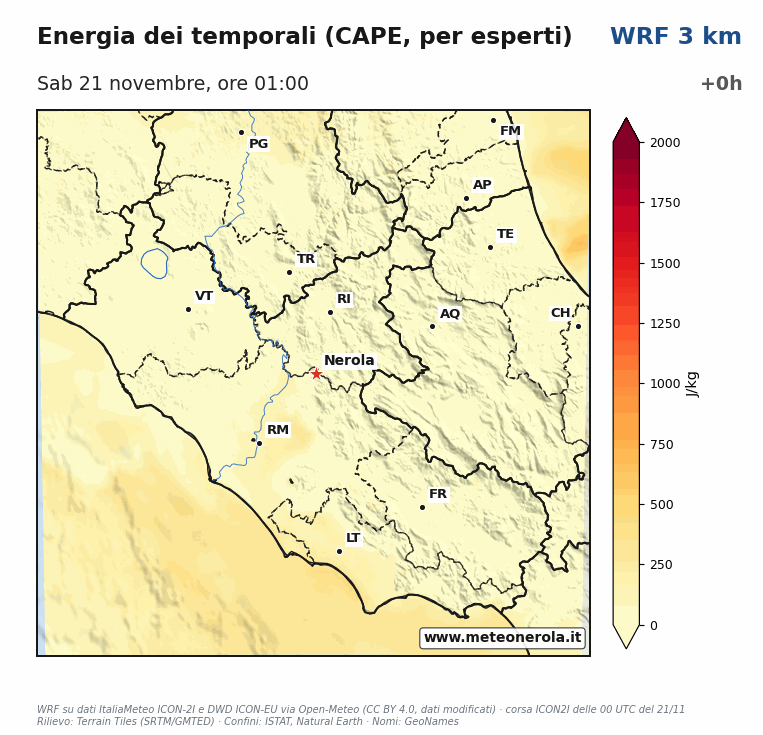 Energia dei temporali (CAPE, per esperti) WRF 3 km
Sab 21 novembre, ore 01:00 +0h
FM
PG
2000
AP
1750
TE
TR
1500
VT
RI
CH
AQ
1250
Nerola
1000
J/kg
RM
750
FR
500
LT
250
0
www.meteonerola.it
WRF su dati ItaliaMeteo ICON-2I e DWD ICON-EU via Open-Meteo (CC BY 4.0, dati modificati) · corsa ICON2I delle 00 UTC del 21/11
Rilievo: Terrain Tiles (SRTM/GMTED) · Confini: ISTAT, Natural Earth · Nomi: GeoNames